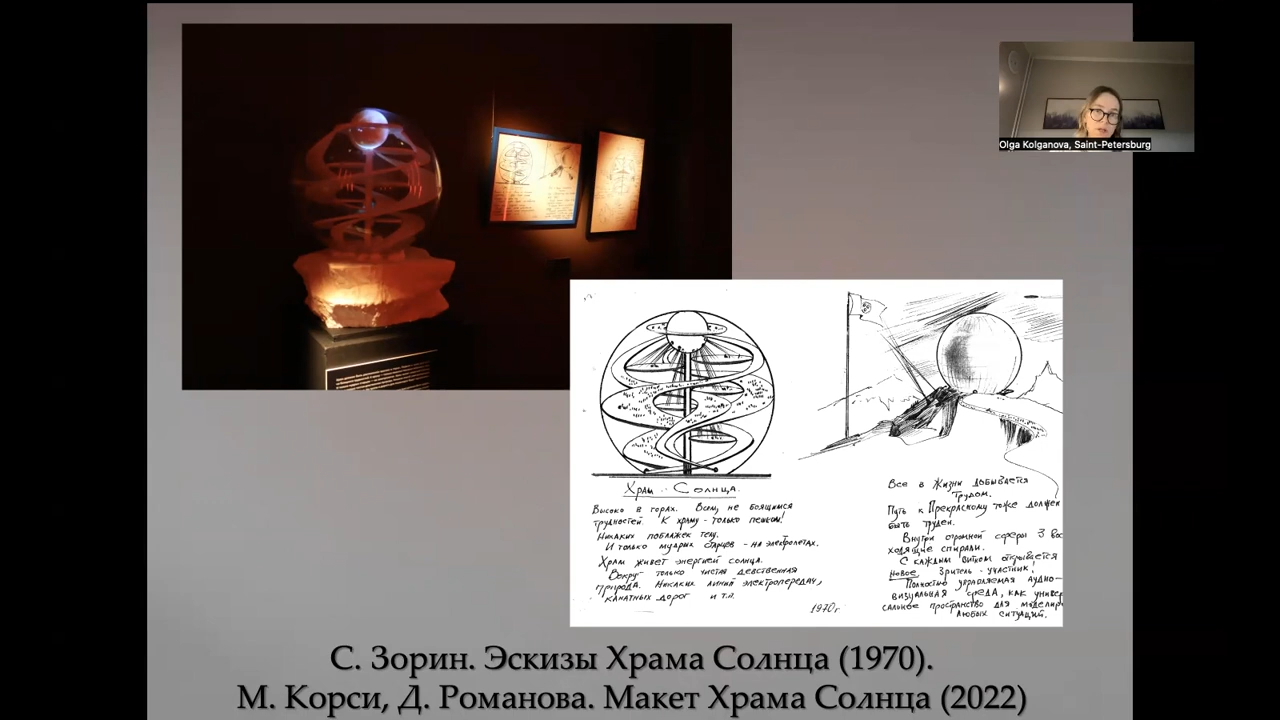 Olga Kolganova, Saint-Petersburg
Храм Солнца.
Высоко в горах. Всем, не боящимся
трудностей. К храму - только пешком!
Никаких поблажек телу.
И только мудрых старцев - на электролетах.
Храм живет энергией солнца.
Вокруг только чистая девственная
природа. Никаких линий электропередач,
канатных дорог и т.п.
1970 г
Все в Жизни добывается
Трудом.
Путь к Прекрасному тоже должен
быть труден.
Внутри огромной сферы 3 вос
ходящие спирали.
С каждым витком открывается
Новое Зритель - участник!
Полностью управляемая аудио-
визуальная среда, как универ
сальное пространство для моделир
любых ситуаций.
С. Зорин. Эскизы Храма Солнца (1970).
М. Корси, Д. Романова. Макет Храма Солнца (2022)